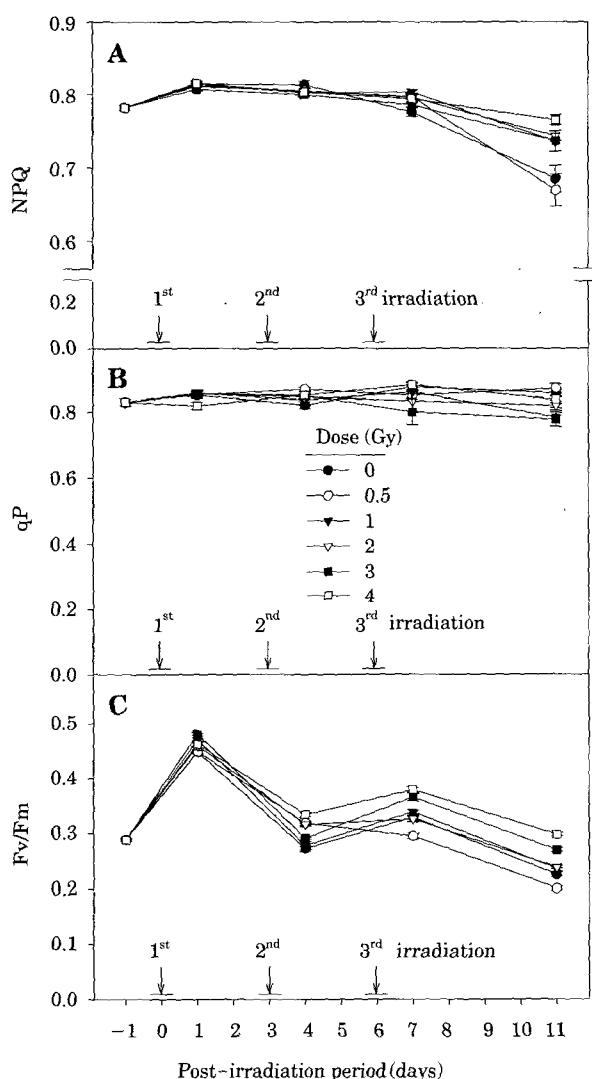 0.9
A
0.8
NPQ
0.7
0.6
0.2
1st 2nd 3rd irradiation
0.0
B
0.8
Dose (Gy)
0
0.6
0.5
qP
1
0.4
2
3
4
0.2
1st 2nd 3rd irradiation
0.0
C
0.5
0.4
Fv/Fm
0.3
0.2
0.1
1st 2nd 3rd irradiation
0.0
−1 0 1 2 3 4 5 6 7 8 9 10 11
Post-irradiation period (days)